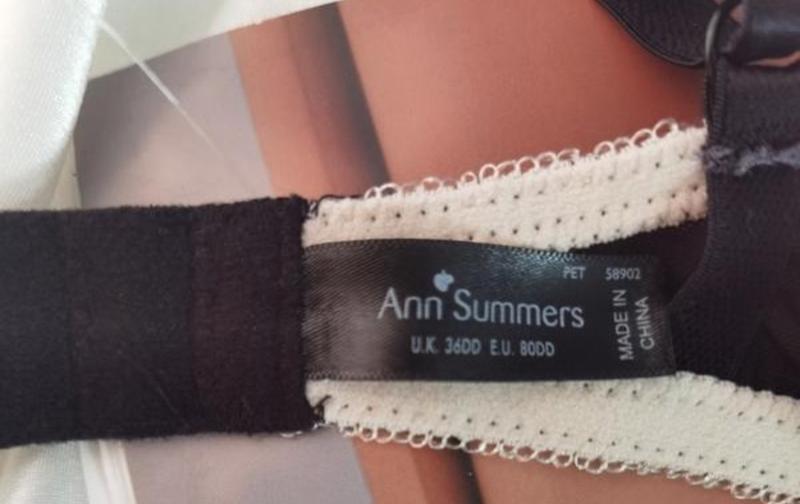 PET 58902
Ann Summers
U.K. 36DD E.U. 80DD
MADE IN
CHINA